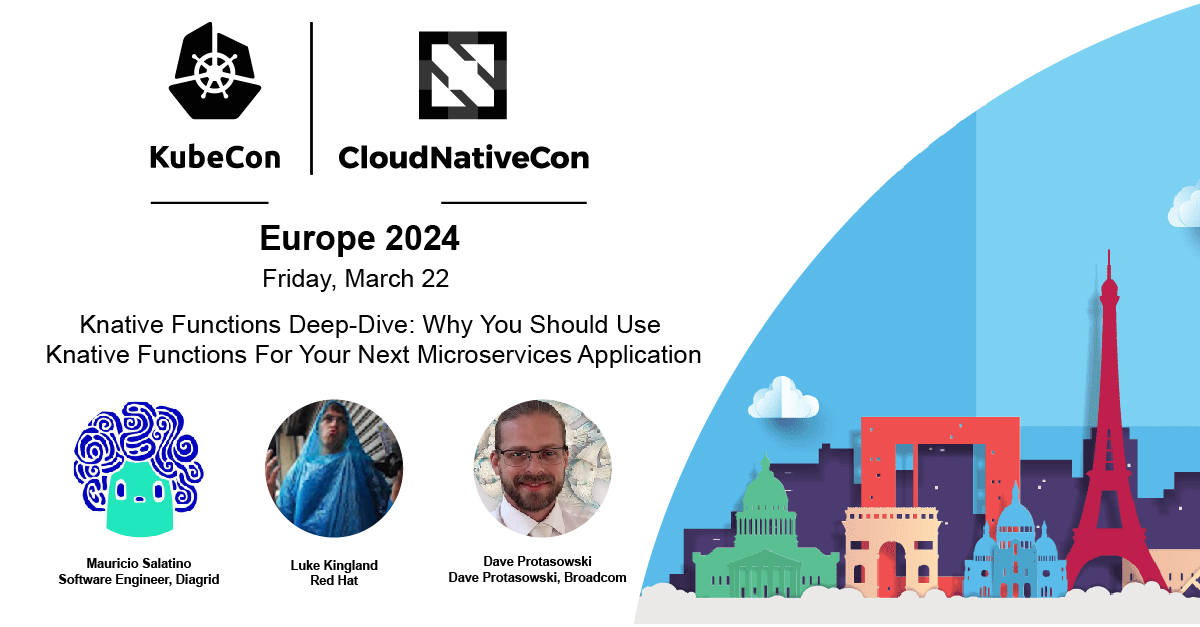 KubeCon
CloudNativeCon
Europe 2024
Friday, March 22
Knative Functions Deep-Dive: Why You Should Use
Knative Functions For Your Next Microservices Application
Mauricio Salatino
Software Engineer, Diagrid
Luke Kingland
Red Hat
Dave Protasowski
Dave Protasowski, Broadcom